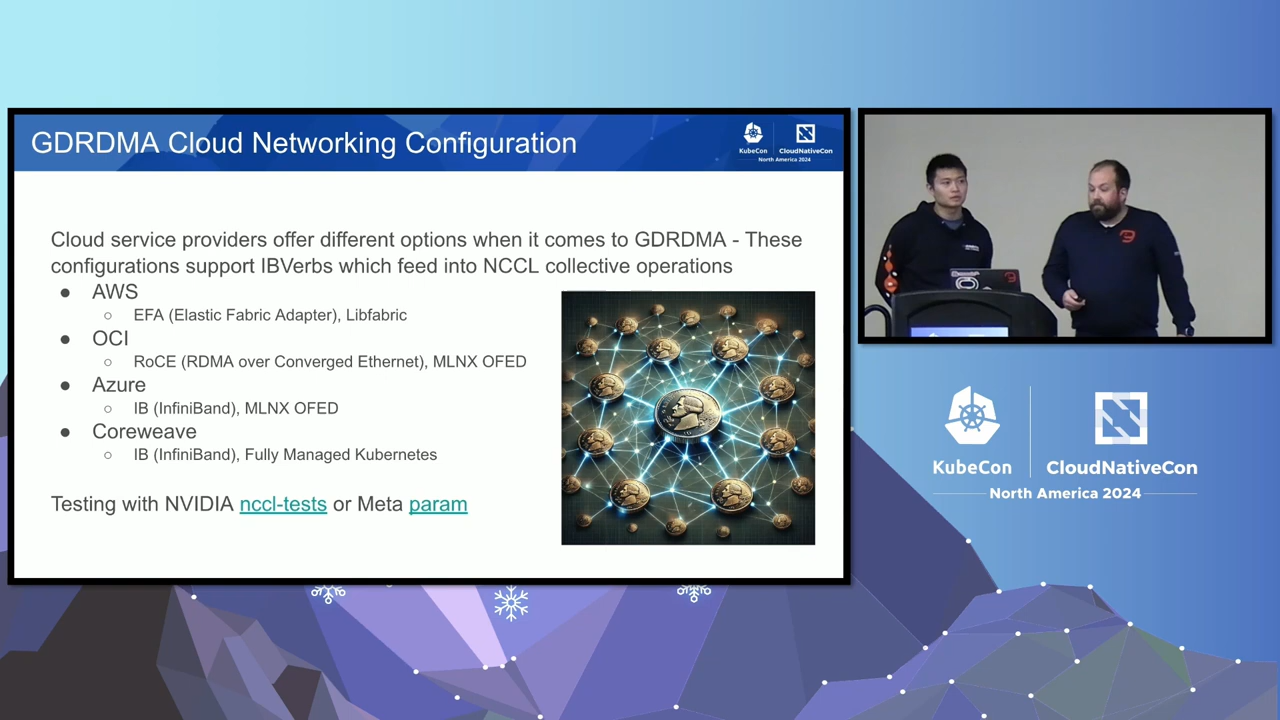 GDRDMA Cloud Networking Configuration
KubeCon
CloudNativeCon
North America 2024
Cloud service providers offer different options when it comes to GDRDMA - These
configurations support IBVerbs which feed into NCCL collective operations
● AWS
○ EFA (Elastic Fabric Adapter), Libfabric
● OCI
○ RoCE (RDMA over Converged Ethernet), MLNX OFED
● Azure
○ IB (InfiniBand), MLNX OFED
● Coreweave
○ IB (InfiniBand), Fully Managed Kubernetes
Testing with NVIDIA nccl-tests or Meta param
KubeCon
CloudNativeCon
North America 2024